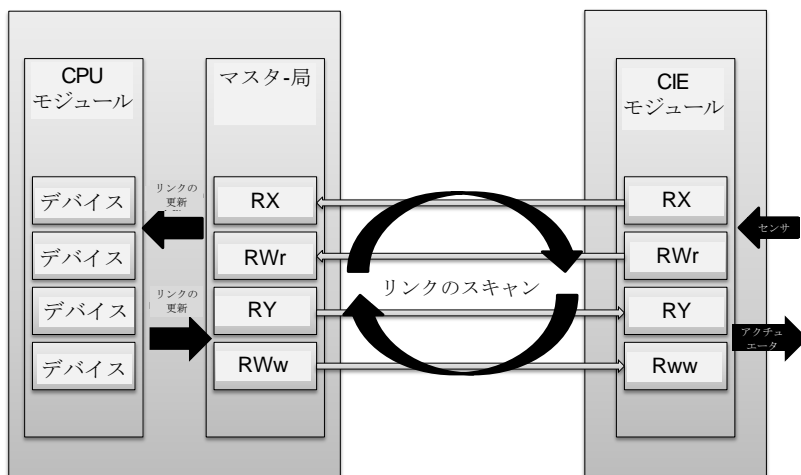 CPU
モジュール
マスタ-局
CIE
モジュール
デバイス
リンクの
更新
RX
RX
センサ
デバイス
RWr
RWr
リンクのスキャン
デバイス
リンクの
更新
RY
RY
アクチュ
エータ
デバイス
RWw
Rww